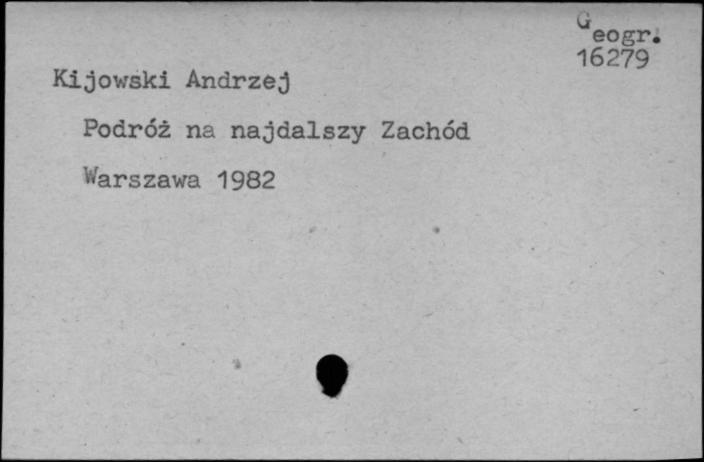 Geogr.
16279
Kijowski Andrzej
Podróż na najdalszy Zachód
Warszawa 1982